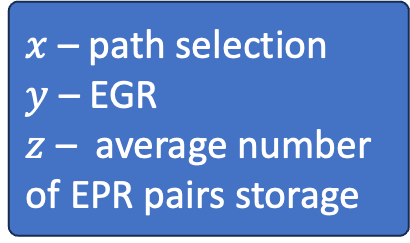 x – path selection
y – EGR
z – average number
of EPR pairs storage